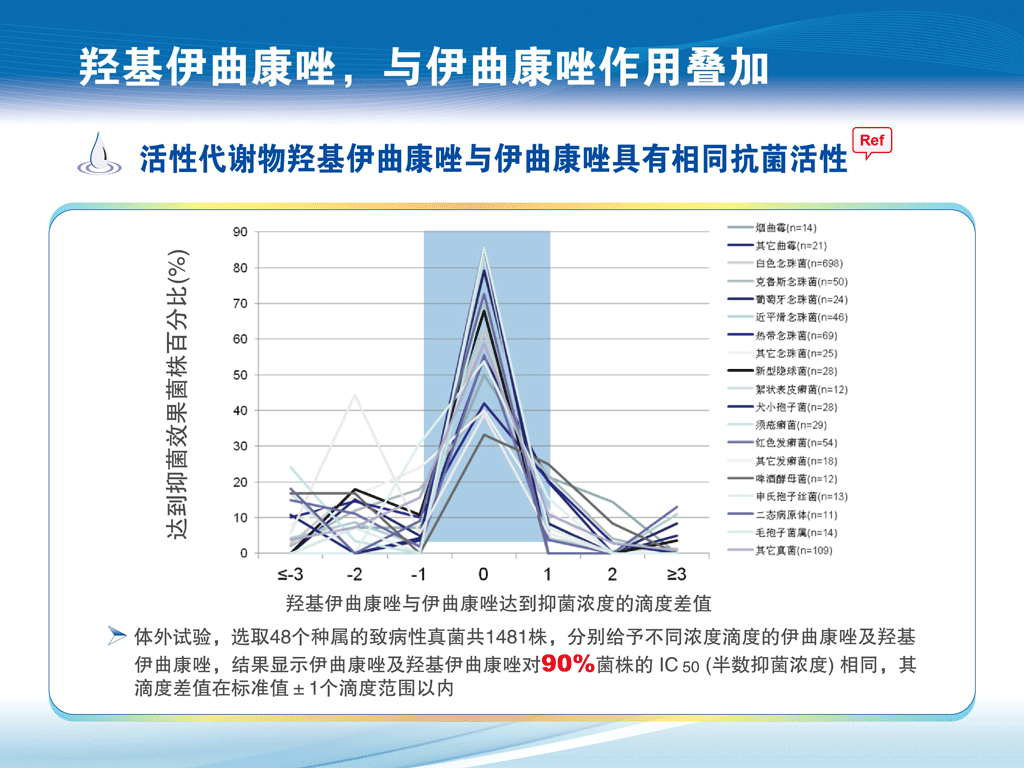 羟基伊曲康唑，与伊曲康唑作用叠加
活性代谢物羟基伊曲康唑与伊曲康唑具有相同抗菌活性
Ref
达到抑菌效果菌株百分比(%)
90
80
70
60
50
40
30
20
10
0
≤-3 -2 -1 0 1 2 ≥3
羟基伊曲康唑与伊曲康唑达到抑菌浓度的滴度差值
烟曲霉(n=14)
其它曲霉(n=21)
白色念珠菌(n=698)
克鲁斯念珠菌(n=50)
葡萄牙念珠菌(n=24)
近平滑念珠菌(n=46)
热带念珠菌(n=69)
其它念珠菌(n=25)
新型隐球菌(n=28)
絮状表皮癣菌(n=12)
犬小孢子菌(n=28)
须疮癣菌(n=29)
红色发癣菌(n=54)
其它发癣菌(n=18)
啤酒酵母菌(n=12)
申氏孢子丝菌(n=13)
二态病原体(n=11)
毛孢子菌属(n=14)
其它真菌(n=109)
体外试验，选取48个种属的致病性真菌共1481株，分别给予不同浓度滴度的伊曲康唑及羟基
伊曲康唑，结果显示伊曲康唑及羟基伊曲康唑对90%菌株的 IC 50 (半数抑菌浓度) 相同，其
滴度差值在标准值 ± 1个滴度范围以内